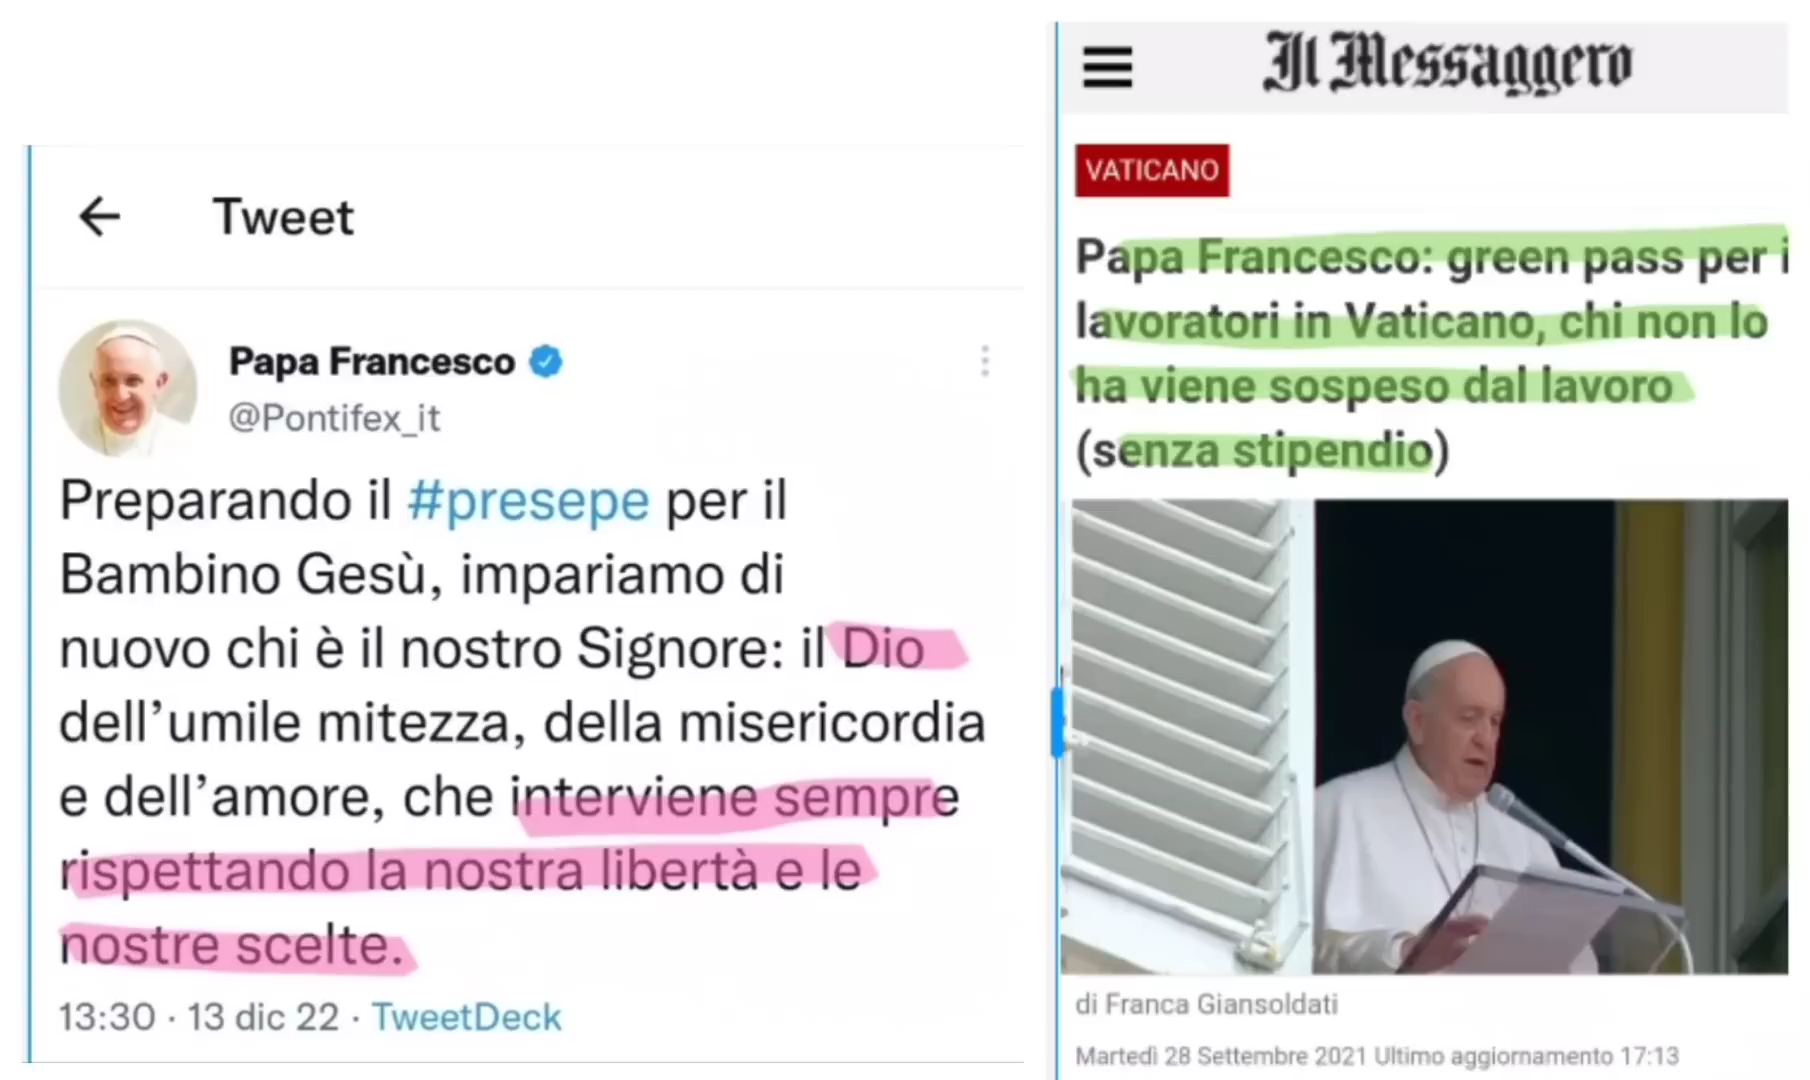 Tweet
Papa Francesco
@Pontifex_it
Preparando il #presepe per il
Bambino Gesù, impariamo di
nuovo chi è il nostro Signore: il Dio
dell’umile mitezza, della misericordia
e dell’amore, che interviene sempre
rispettando la nostra libertà e le
nostre scelte.
13:30 · 13 dic 22 · TweetDeck
Il Messaggero
VATICANO
Papa Francesco: green pass per i
lavoratori in Vaticano, chi non lo
ha viene sospeso dal lavoro
(senza stipendio)
di Franca Giansoldati
Martedì 28 Settembre 2021 Ultimo aggiornamento 17:13